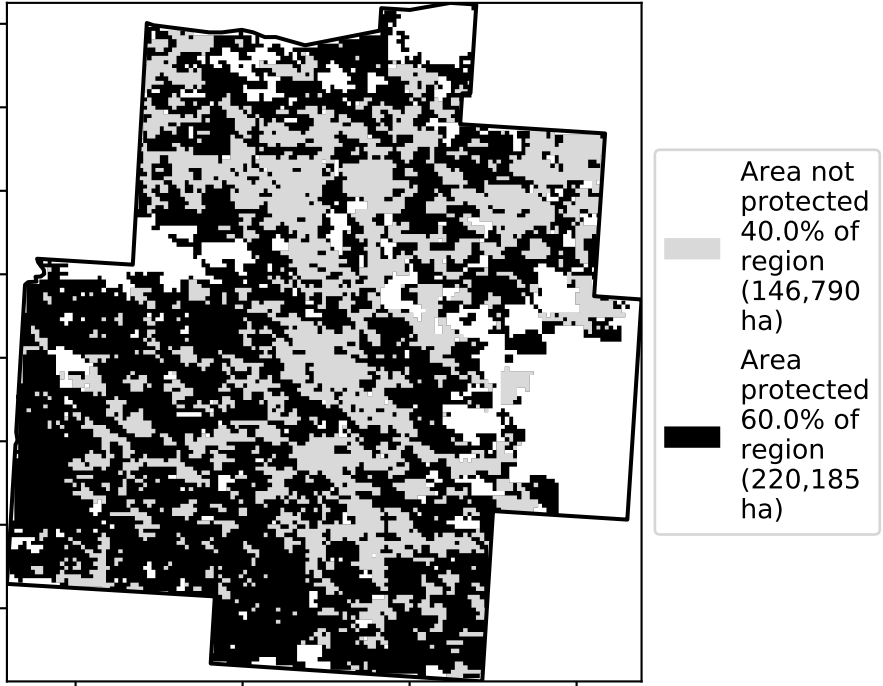 Area not
protected
40.0% of
region
(146,790
ha)
Area
protected
60.0% of
region
(220,185
ha)